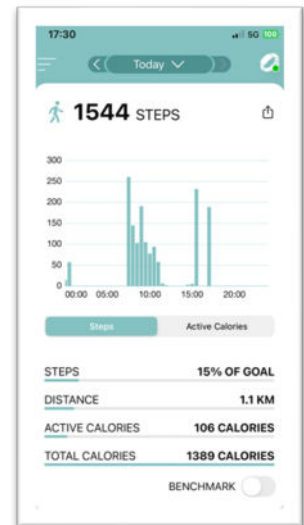 17:30 5G 100
Today
1544 STEPS
300
250
200
150
100
50
0
00:00 05:00 10:00 15:00 20:00
Steps Active Calories
STEPS 15% OF GOAL
DISTANCE 1.1 KM
ACTIVE CALORIES 106 CALORIES
TOTAL CALORIES 1389 CALORIES
BENCHMARK